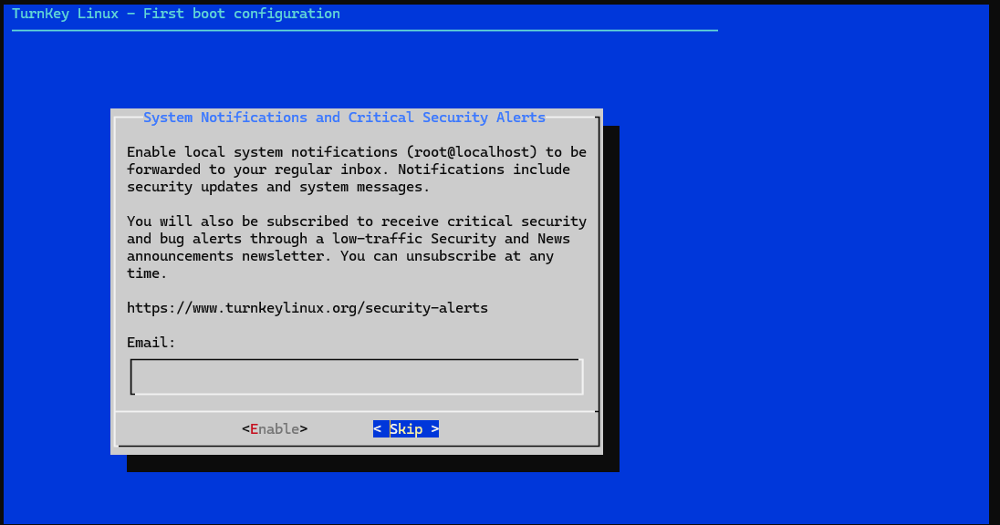 TurnKey Linux - First boot configuration
System Notifications and Critical Security Alerts
Enable local system notifications (root@localhost) to be
forwarded to your regular inbox. Notifications include
security updates and system messages.
You will also be subscribed to receive critical security
and bug alerts through a low-traffic Security and News
announcements newsletter. You can unsubscribe at any
time.
https://www.turnkeylinux.org/security-alerts
Email:
<Enable> < Skip >